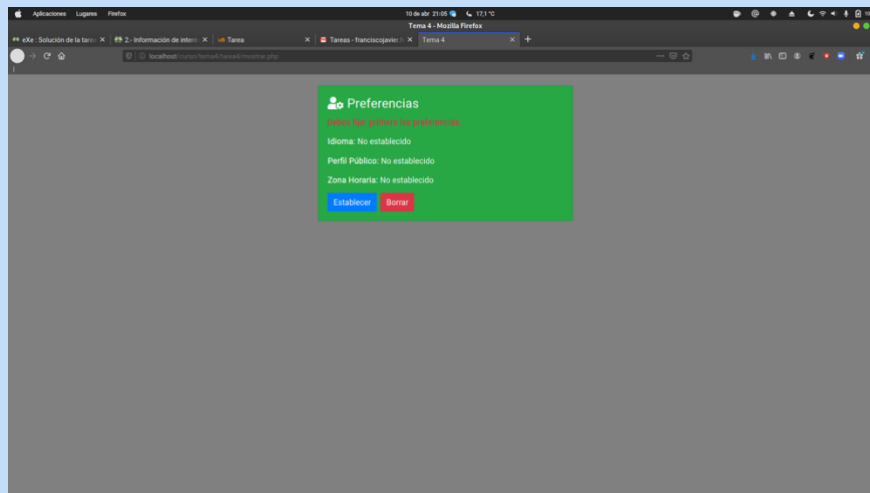 Aplicaciones Lugares Firefox 10 de abr 21:05 17,1 °C
Tema 4 - Mozilla Firefox
eXe : Solución de la tare 2.- Información de inter Tarea Tareas - franciscojavier Tema 4
localhost/curso/tema4/tarea4/mostrar.php
Preferencias
Debes fijar primero las preferencias.
Idioma: No establecido
Perfil Público: No establecido
Zona Horaria: No establecido
Establecer Borrar